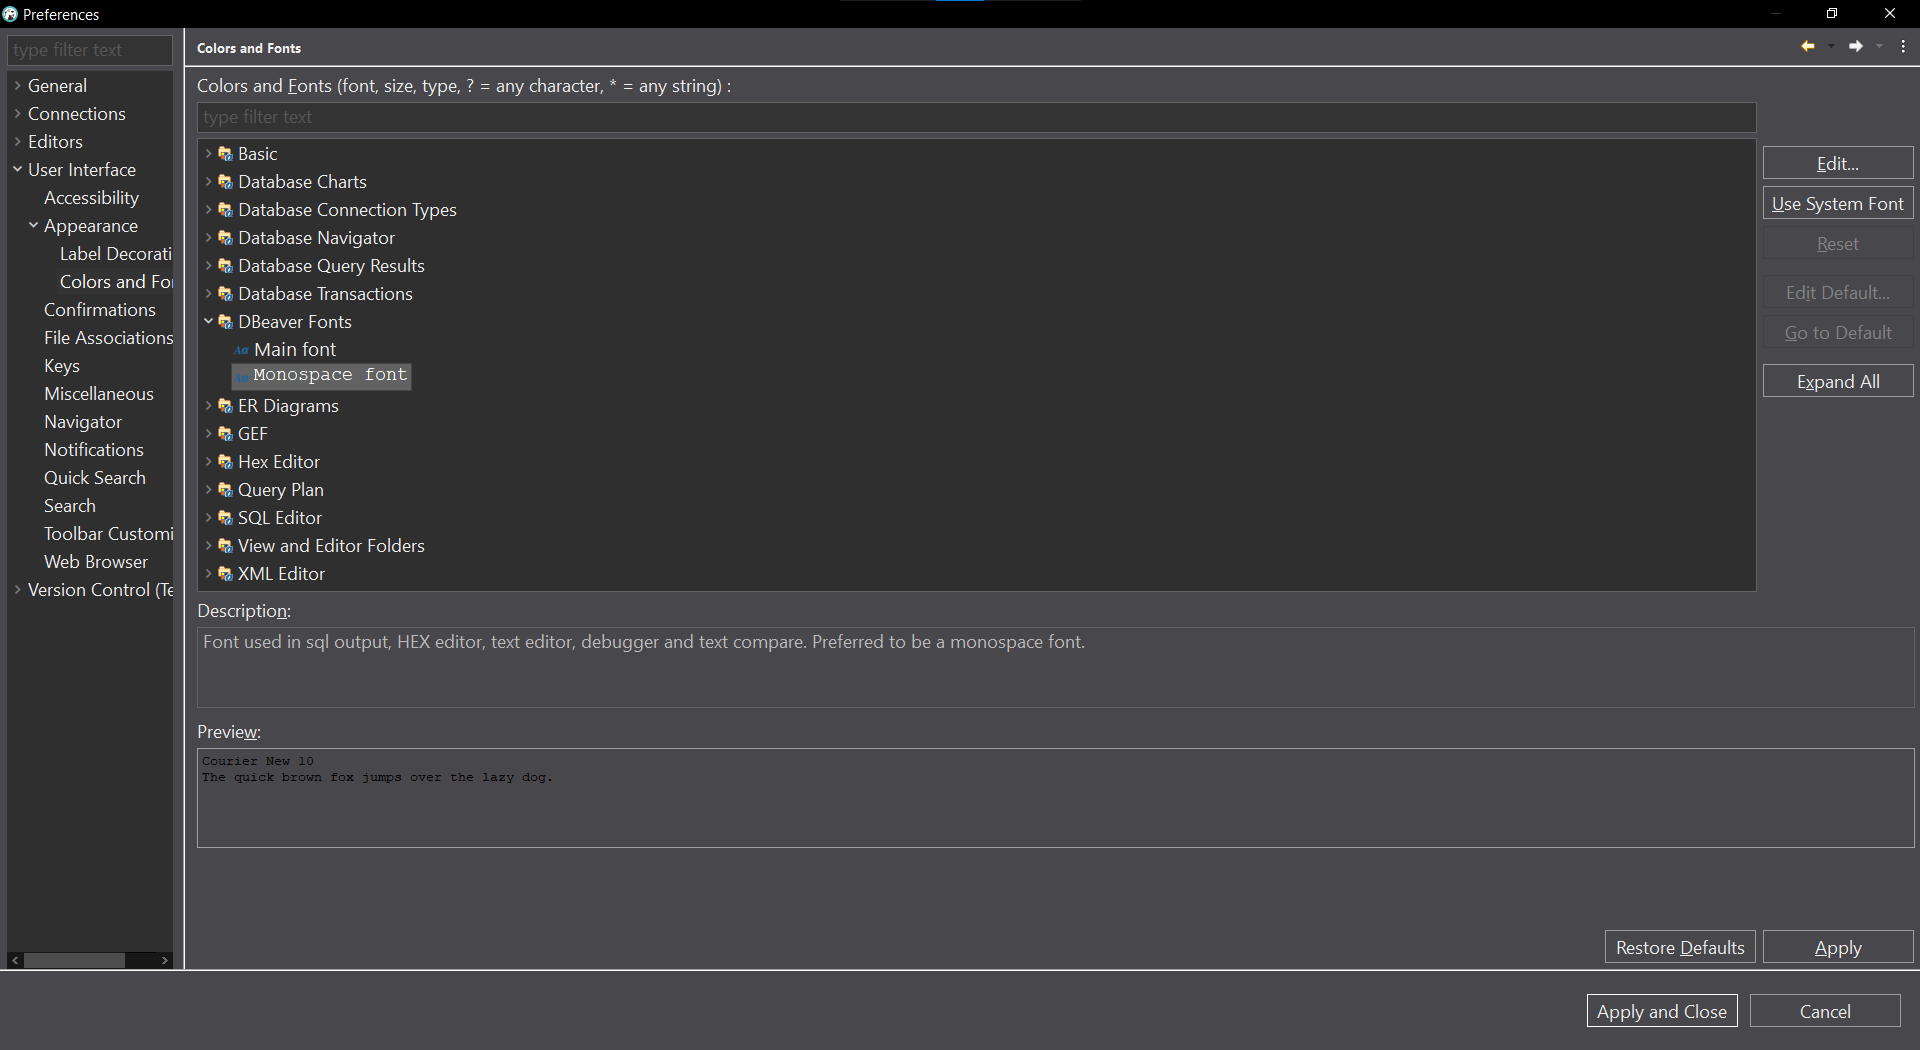 Preferences
type filter text
General
Connections
Editors
User Interface
Accessibility
Appearance
Label Decorati
Colors and For
Confirmations
File Associations
Keys
Miscellaneous
Navigator
Notifications
Quick Search
Search
Toolbar Customi
Web Browser
Version Control (Te
Colors and Fonts
Colors and Fonts (font, size, type, ? = any character, * = any string) :
type filter text
Basic
Database Charts
Database Connection Types
Database Navigator
Database Query Results
Database Transactions
DBeaver Fonts
Aa Main font
Aa Monospace font
ER Diagrams
GEF
Hex Editor
Query Plan
SQL Editor
View and Editor Folders
XML Editor
Edit...
Use System Font
Reset
Edit Default...
Go to Default
Expand All
Description:
Font used in sql output, HEX editor, text editor, debugger and text compare. Preferred to be a monospace font.
Preview:
Courier New 10
The quick brown fox jumps over the lazy dog.
Restore Defaults
Apply
Apply and Close
Cancel